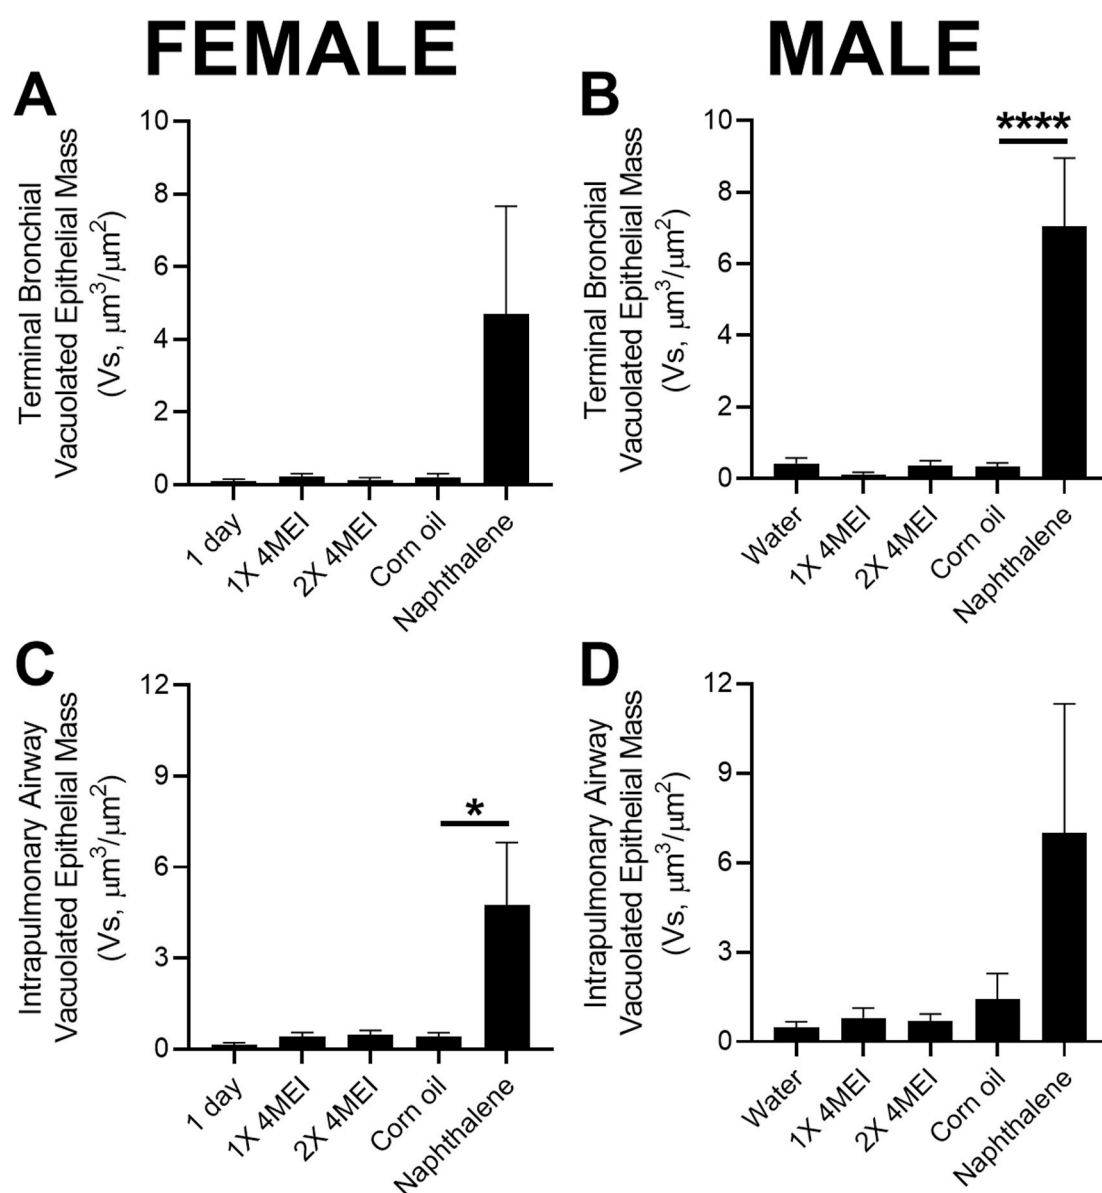 FEMALE
MALE
A
Terminal Bronchial
Vacuolated Epithelial Mass
(Vs, μm³/μm²)
10
8
6
4
2
0
1 day
1X 4MEI
2X 4MEI
Corn oil
Naphthalene
B
Terminal Bronchial
Vacuolated Epithelial Mass
(Vs, μm³/μm²)
10
8
6
4
2
0
****
Water
1X 4MEI
2X 4MEI
Corn oil
Naphthalene
C
Intrapulmonary Airway
Vacuolated Epithelial Mass
(Vs, μm³/μm²)
12
9
6
3
0
*
1 day
1X 4MEI
2X 4MEI
Corn oil
Naphthalene
D
Intrapulmonary Airway
Vacuolated Epithelial Mass
(Vs, μm³/μm²)
12
9
6
3
0
Water
1X 4MEI
2X 4MEI
Corn oil
Naphthalene